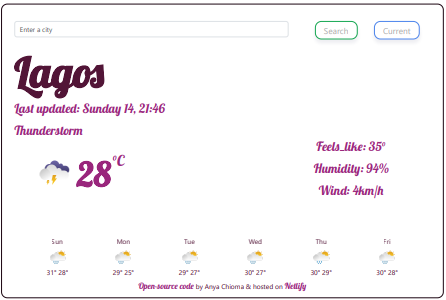 Enter a city
Search
Current
Lagos
Last updated: Sunday 14, 21:46
Thunderstorm
28°C
Feels_like: 35°
Humidity: 94%
Wind: 4km/h
Sun Mon Tue Wed Thu Fri
31° 28° 29° 25° 29° 27° 30° 27° 30° 29° 30° 28°
Open-source code by Anya Chioma & hosted on Netlify